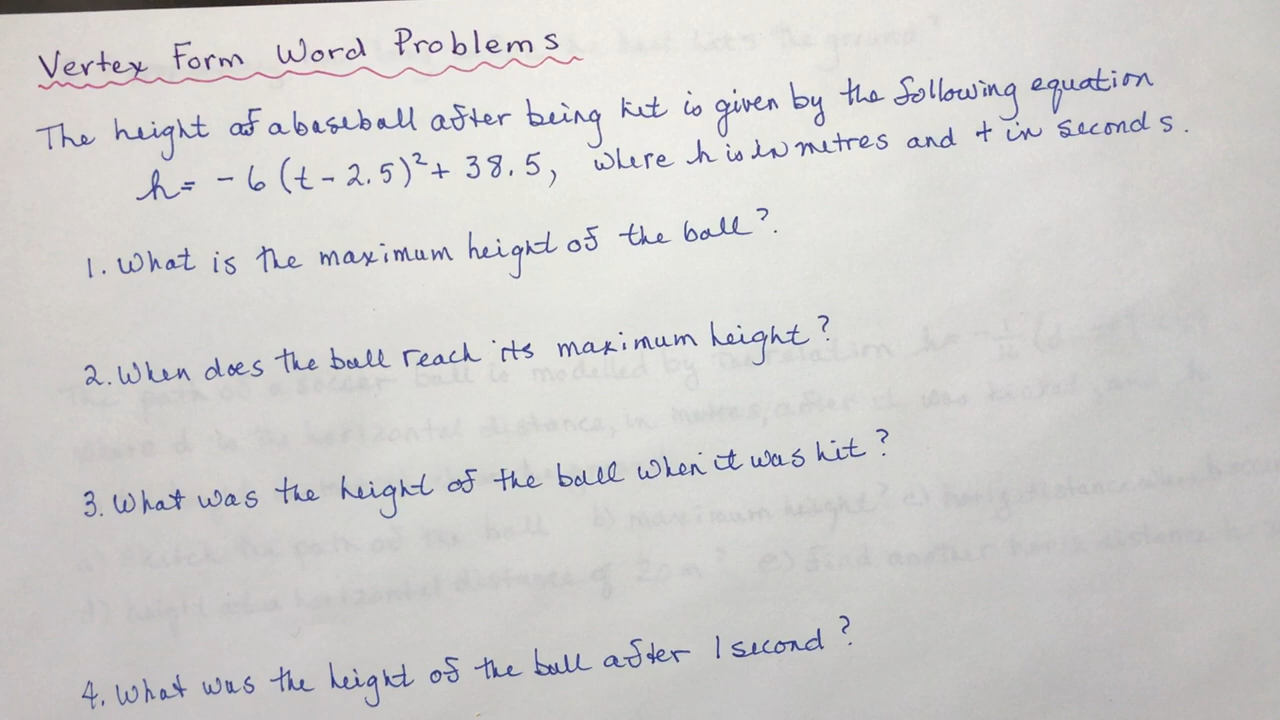 Vertex Form Word Problems
The height of a baseball after being hit is given by the following equation
h = -6(t - 2.5)² + 38.5, where h is in metres and t in seconds.
1. What is the maximum height of the ball?
2. When does the ball reach its maximum height?
3. What was the height of the ball when it was hit?
4. What was the height of the ball after 1 second?